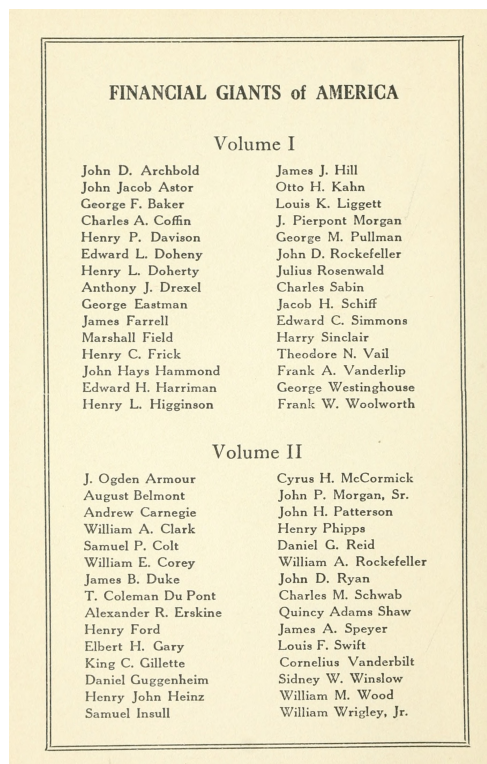 FINANCIAL GIANTS of AMERICA
Volume I
John D. Archbold
John Jacob Astor
George F. Baker
Charles A. Coffin
Henry P. Davison
Edward L. Doheny
Henry L. Doherty
Anthony J. Drexel
George Eastman
James Farrell
Marshall Field
Henry C. Frick
John Hays Hammond
Edward H. Harriman
Henry L. Higginson
James J. Hill
Otto H. Kahn
Louis K. Liggett
J. Pierpont Morgan
George M. Pullman
John D. Rockefeller
Julius Rosenwald
Charles Sabin
Jacob H. Schiff
Edward C. Simmons
Harry Sinclair
Theodore N. Vail
Frank A. Vanderlip
George Westinghouse
Frank W. Woolworth
Volume II
J. Ogden Armour
August Belmont
Andrew Carnegie
William A. Clark
Samuel P. Colt
William E. Corey
James B. Duke
T. Coleman Du Pont
Alexander R. Erskine
Henry Ford
Elbert H. Gary
King C. Gillette
Daniel Guggenheim
Henry John Heinz
Samuel Insull
Cyrus H. McCormick
John P. Morgan, Sr.
John H. Patterson
Henry Phipps
Daniel G. Reid
William A. Rockefeller
John D. Ryan
Charles M. Schwab
Quincy Adams Shaw
James A. Speyer
Louis F. Swift
Cornelius Vanderbilt
Sidney W. Winslow
William M. Wood
William Wrigley, Jr.